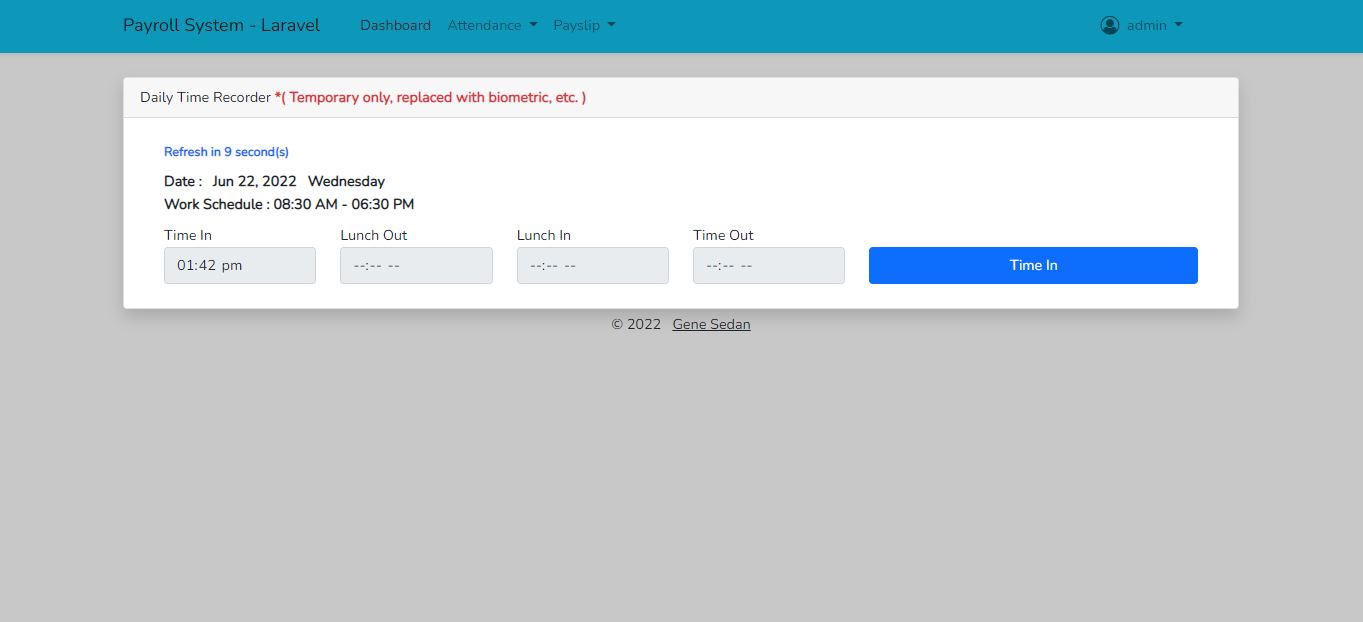 Payroll System - Laravel Dashboard Attendance Payslip admin
Daily Time Recorder *( Temporary only, replaced with biometric, etc. )
Refresh in 9 second(s)
Date : Jun 22, 2022 Wednesday
Work Schedule : 08:30 AM - 06:30 PM
Time In Lunch Out Lunch In Time Out
01:42 pm --:-- -- --:-- -- --:-- -- Time In
© 2022 Gene Sedan